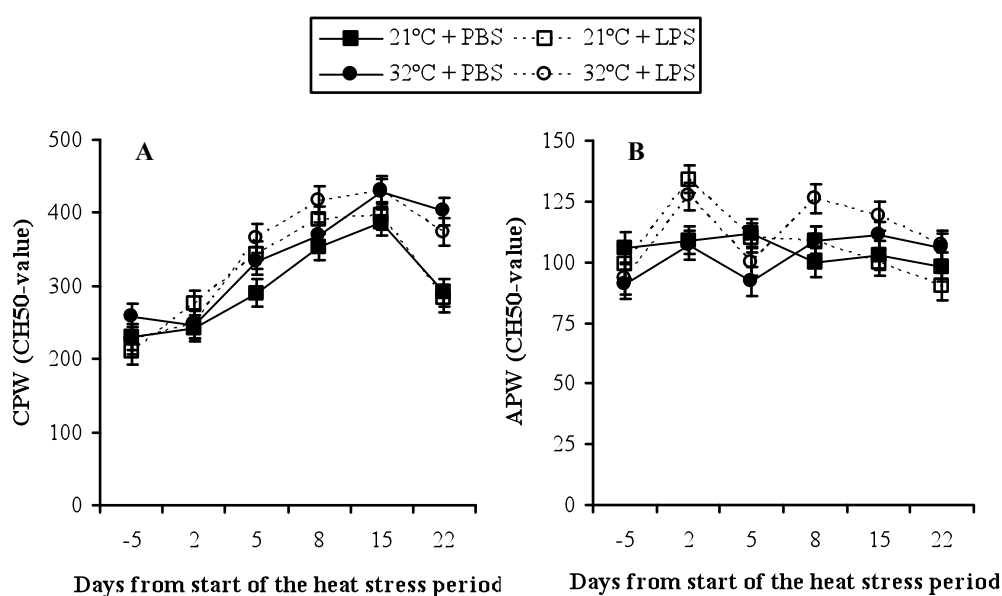 21°C + PBS 21°C + LPS
32°C + PBS 32°C + LPS
A
500
400
300
200
100
0
CPW (CH50-value)
-5 2 5 8 15 22
Days from start of the heat stress period
B
150
125
100
75
50
25
0
APW (CH50-value)
-5 2 5 8 15 22
Days from start of the heat stress period